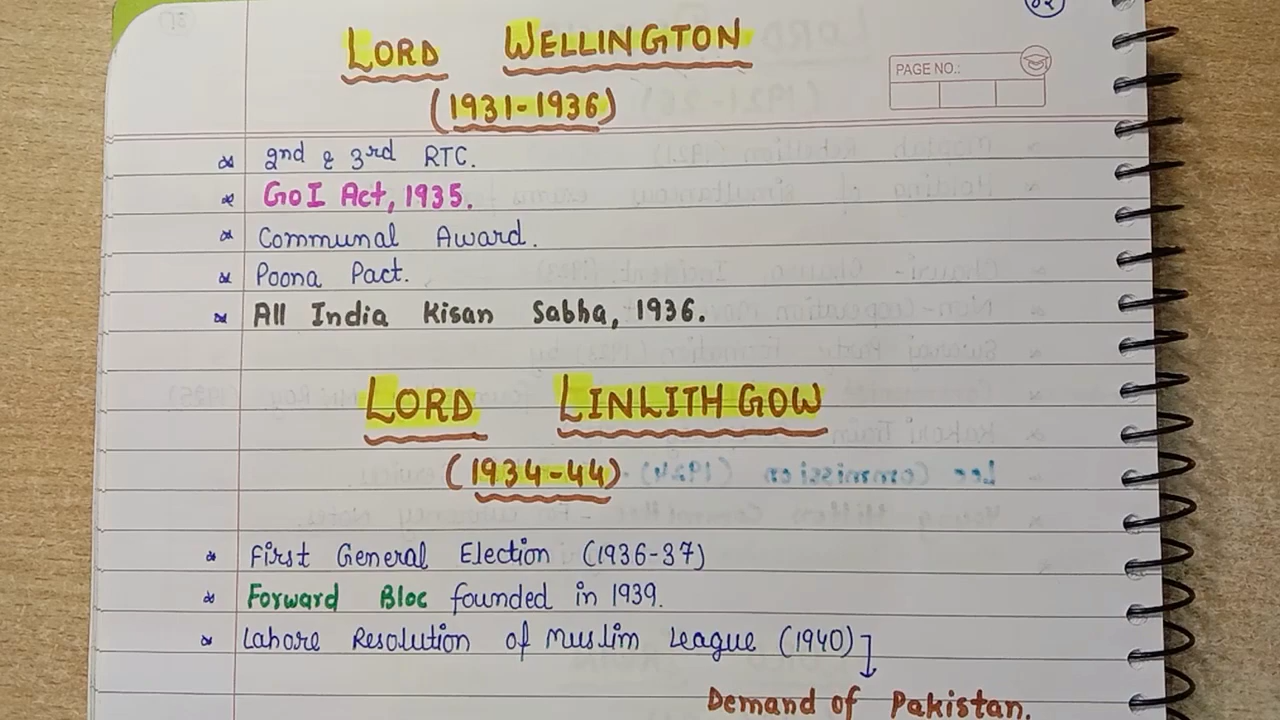 02
LORD WELLINGTON
PAGE NO.:
(1931-1936)
2nd & 3rd RTC.
GoI Act, 1935.
Communal Award.
Poona Pact.
All India Kisan Sabha, 1936.
LORD LINLITHGOW
(1934-44)
First General Election (1936-37)
Forward Bloc founded in 1939.
Lahore Resolution of Muslim League (1940)
Demand of Pakistan.